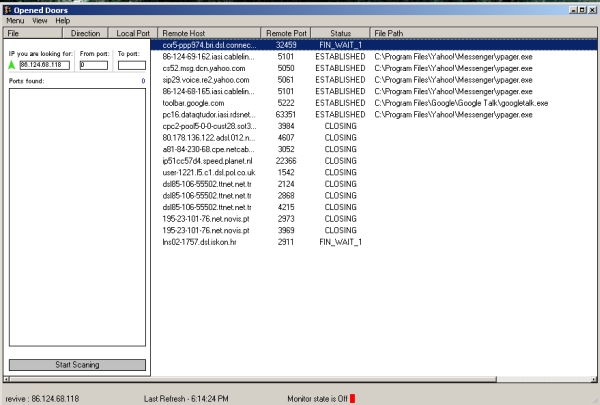 Opened Doors
Menu View Help
File Direction Local Port Remote Host Remote Port Status File Path
IP you are looking for: From port: To port:
86.124.68.118 0
Ports found: 0
cor5-ppp974.bri.dsl.connec... 32459 FIN_WAIT_1
86-124-69-162.iasi.cablelin... 5101 ESTABLISHED C:\Program Files\Yahoo!\Messenger\ypager.exe
cs52.msg.dcn.yahoo.com 5050 ESTABLISHED C:\Program Files\Yahoo!\Messenger\ypager.exe
sip29.voice.re2.yahoo.com 5061 ESTABLISHED C:\Program Files\Yahoo!\Messenger\ypager.exe
86-124-68-165.iasi.cablelin... 5101 ESTABLISHED C:\Program Files\Yahoo!\Messenger\ypager.exe
toolbar.google.com 5222 ESTABLISHED C:\Program Files\Google\Google Talk\googletalk.exe
pc16.dataqtudor.iasi.rdsnet... 63351 ESTABLISHED C:\Program Files\Yahoo!\Messenger\ypager.exe
cpc2-pool5-0-0-cust28.sot3... 3984 CLOSING
80.178.136.122.adsl.012.n... 4607 CLOSING
a81-84-230-68.cpe.netcab... 3052 CLOSING
ip51cc57d4.speed.planet.nl 22366 CLOSING
user-1221.l5.c1.dsl.pol.co.uk 1542 CLOSING
dsl85-106-55502.ttnet.net.tr 2124 CLOSING
dsl85-106-55502.ttnet.net.tr 2868 CLOSING
dsl85-106-55502.ttnet.net.tr 4215 CLOSING
195-23-101-76.net.novis.pt 2973 CLOSING
195-23-101-76.net.novis.pt 3969 CLOSING
lns02-1757.dsl.iskon.hr 2911 FIN_WAIT_1
Start Scaning
revive : 86.124.68.118 Last Refresh - 6:14:24 PM Monitor state is Off